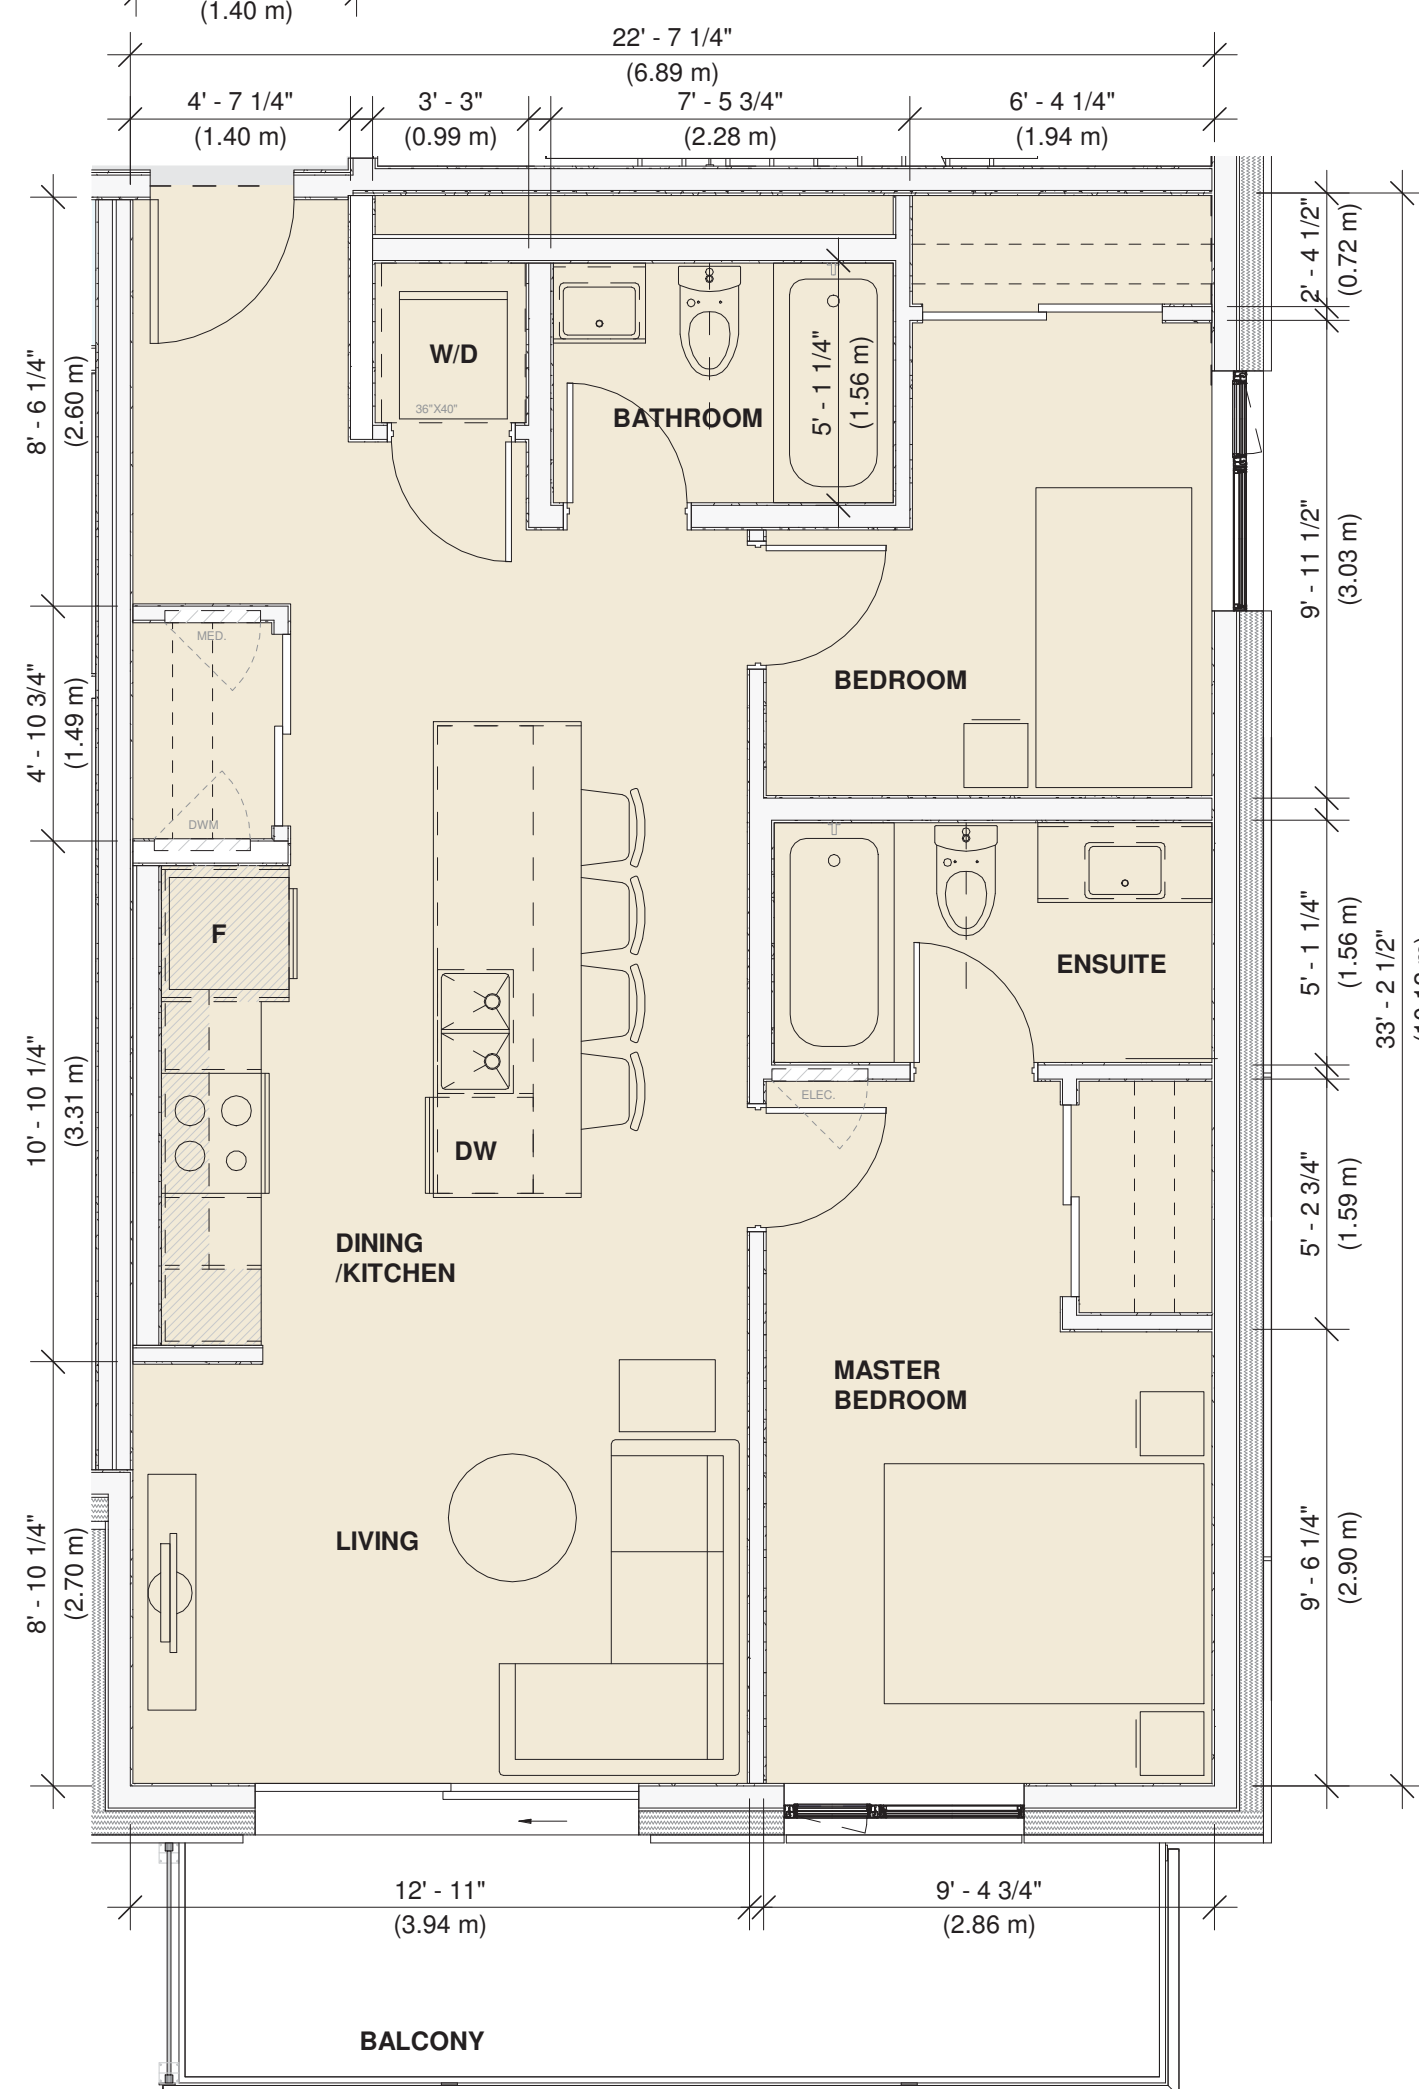 (1.40 m)
22' - 7 1/4"
(6.89 m)
4' - 7 1/4"
(1.40 m)
3' - 3"
(0.99 m)
7' - 5 3/4"
(2.28 m)
6' - 4 1/4"
(1.94 m)
2' - 4 1/2"
(0.72 m)
8' - 6 1/4"
(2.60 m)
W/D
36"X40"
BATHROOM
5' - 1 1/4"
(1.56 m)
9' - 11 1/2"
(3.03 m)
MED.
BEDROOM
4' - 10 3/4"
(1.49 m)
DWM
F
ENSUITE
5' - 1 1/4"
(1.56 m)
33' - 2 1/2"
10' - 10 1/4"
(3.31 m)
ELEC.
DW
5' - 2 3/4"
(1.59 m)
DINING
/KITCHEN
MASTER
BEDROOM
LIVING
8' - 10 1/4"
(2.70 m)
9' - 6 1/4"
(2.90 m)
12' - 11"
(3.94 m)
9' - 4 3/4"
(2.86 m)
BALCONY